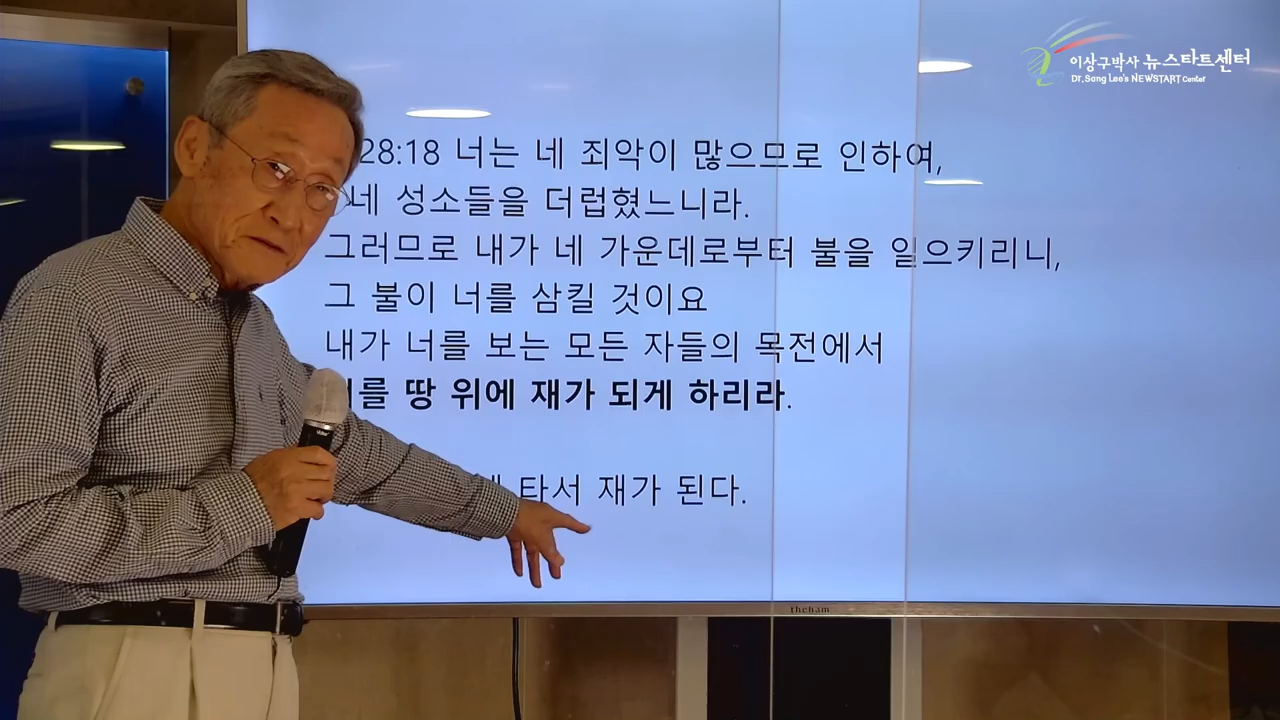 이상구박사 뉴스타트센터
Dr. Sang Lee's NEWSTART Center
28:18 너는 네 죄악이 많으므로 인하여,
네 성소들을 더럽혔느니라.
그러므로 내가 네 가운데로부터 불을 일으키리니,
그 불이 너를 삼킬 것이요
내가 너를 보는 모든 자들의 목전에서
를 땅 위에 재가 되게 하리라.
타서 재가 된다.
theham